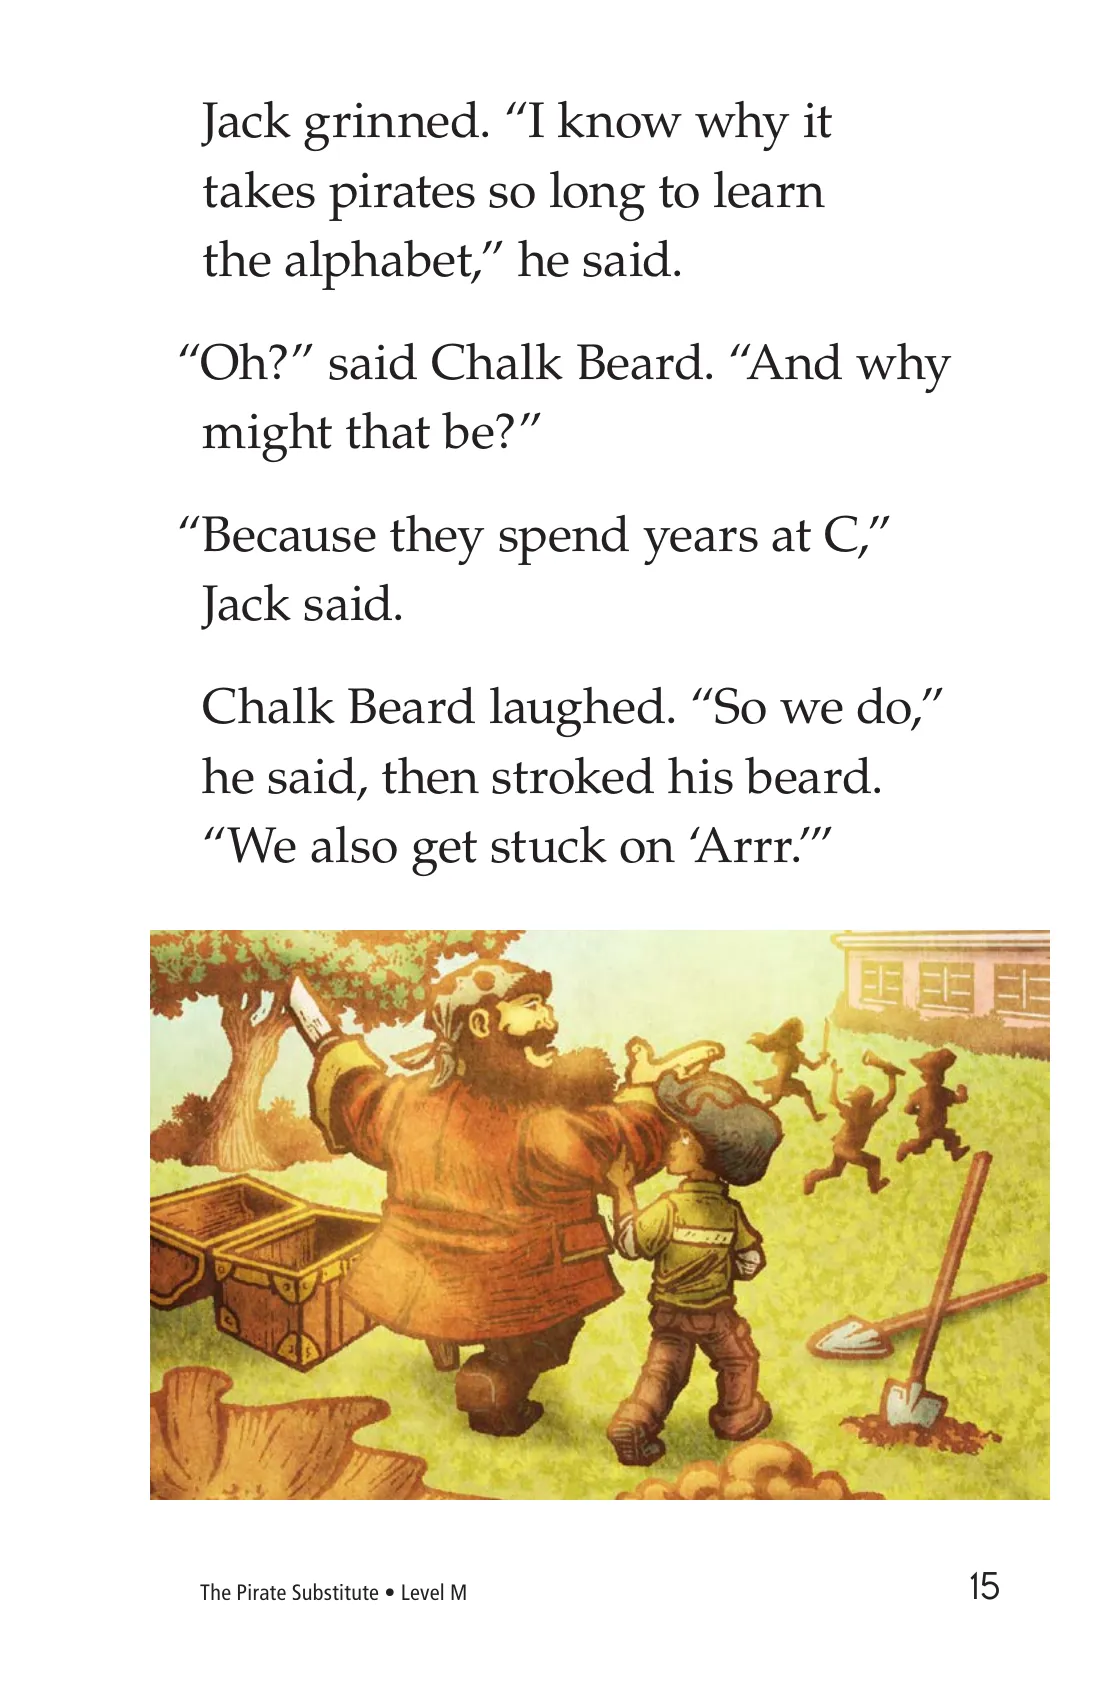 Jack grinned. “I know why it
takes pirates so long to learn
the alphabet,” he said.
“Oh?” said Chalk Beard. “And why
might that be?”
“Because they spend years at C,”
Jack said.
Chalk Beard laughed. “So we do,”
he said, then stroked his beard.
“We also get stuck on ‘Arrr.’”
The Pirate Substitute • Level M
15